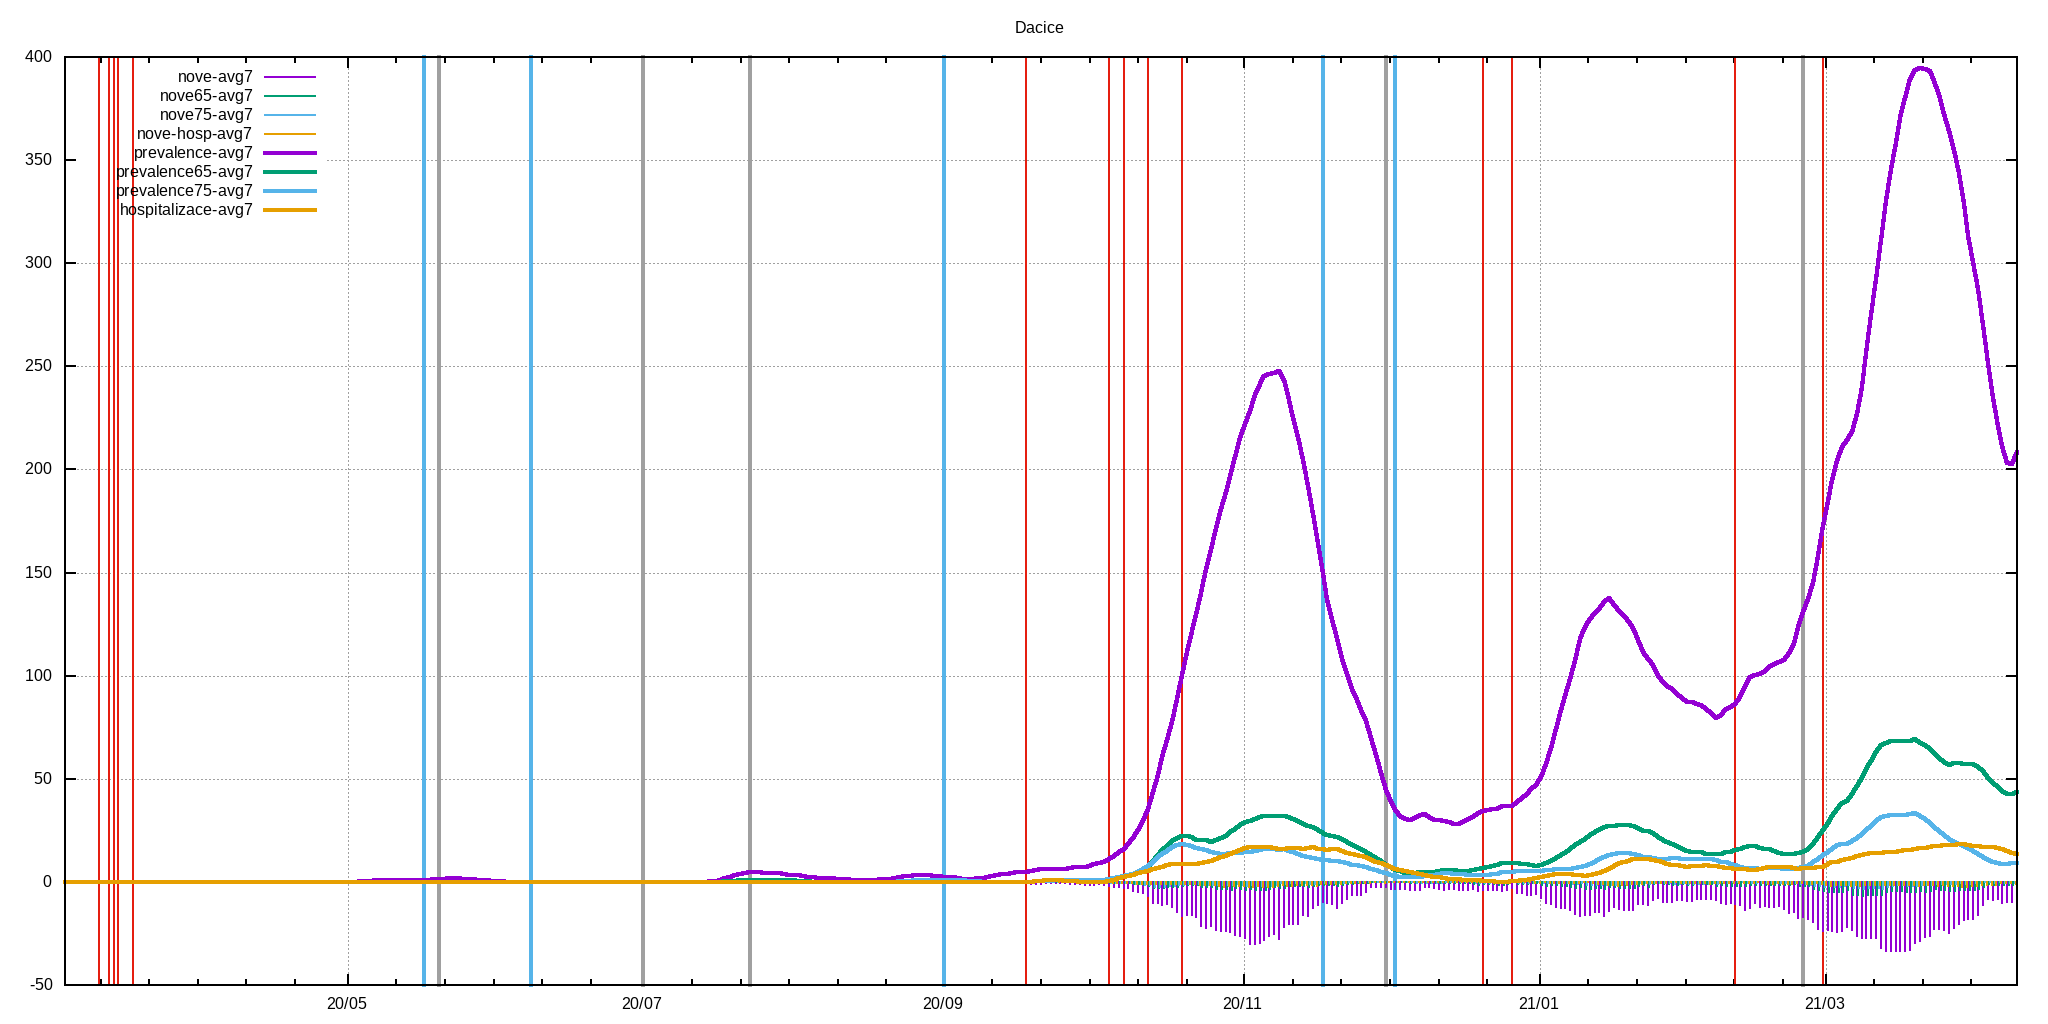 Dacice
nove-avg7
nove65-avg7
nove75-avg7
nove-hosp-avg7
prevalence-avg7
prevalence65-avg7
prevalence75-avg7
hospitalizace-avg7
400
350
300
250
200
150
100
50
0
-50
20/05 20/07 20/09 20/11 21/01 21/03